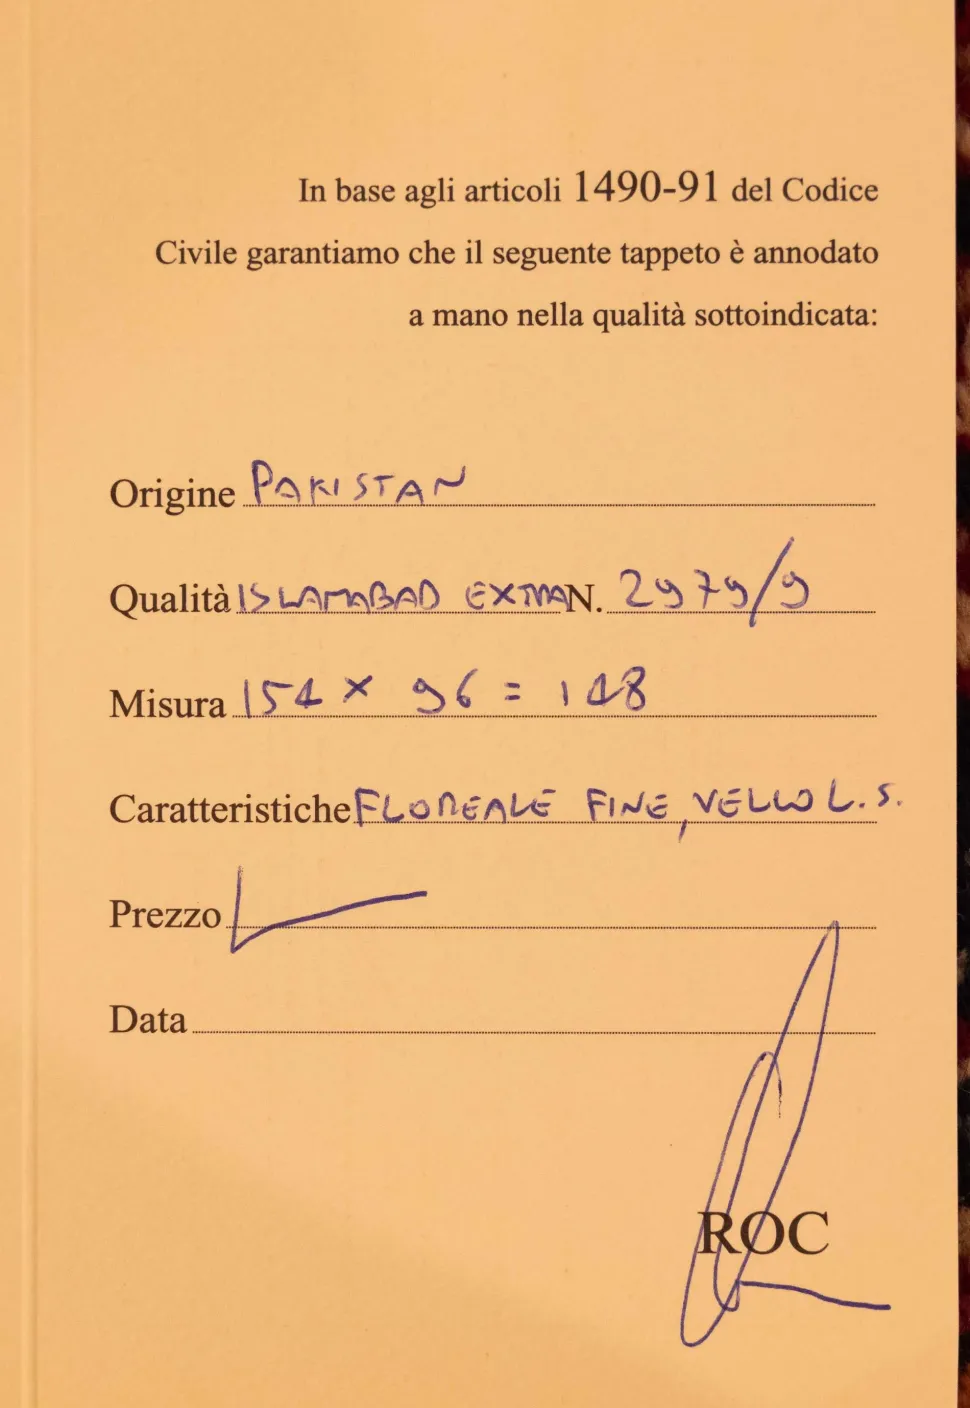 In base agli articoli 1490-91 del Codice
Civile garantiamo che il seguente tappeto è annodato
a mano nella qualità sottoindicata:
Origine PAKISTAN
Qualità ISLAMABAD EXTRA N. 2979/9
Misura 154 x 96 = 148
Caratteristiche FLOREALE FINE, VELLO L.S.
Prezzo
Data
ROC